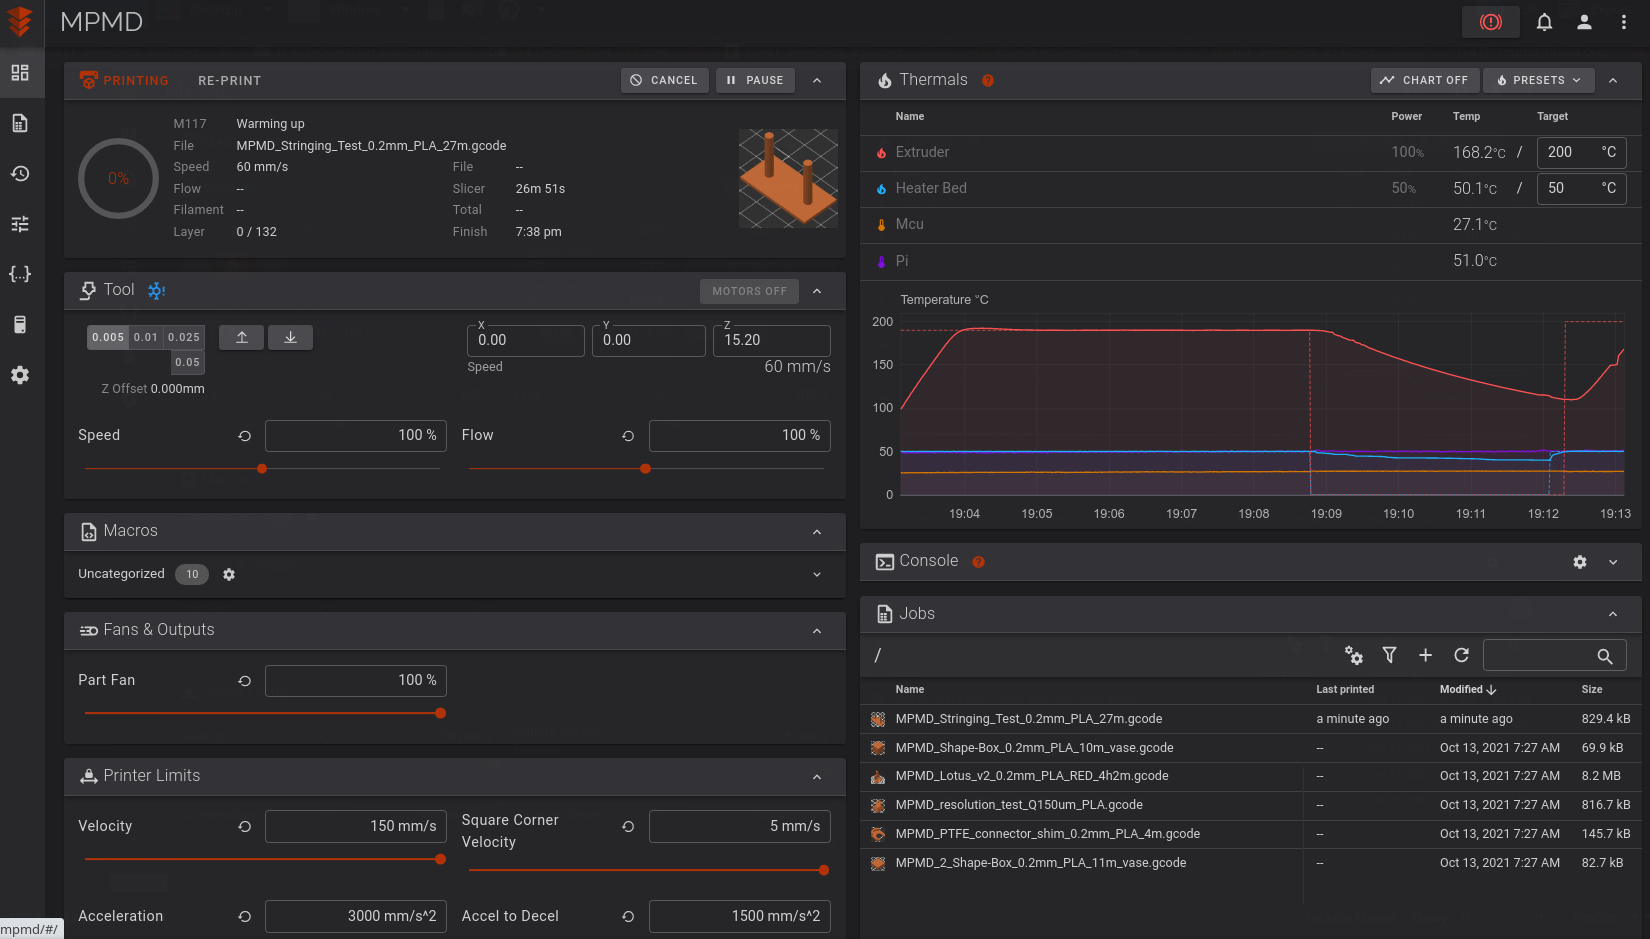 MPMD
PRINTING RE-PRINT CANCEL PAUSE
0%
M117 Warming up
File MPMD_Stringing_Test_0.2mm_PLA_27m.gcode
Speed 60 mm/s File --
Flow -- Slicer 26m 51s
Filament -- Total --
Layer 0 / 132 Finish 7:38 pm
Tool MOTORS OFF
0.005 0.01 0.025
0.05
Z Offset 0.000mm
X 0.00 Y 0.00 Z 15.20
Speed 60 mm/s
Speed 100 % Flow 100 %
Macros
Uncategorized 10
Fans & Outputs
Part Fan 100 %
Printer Limits
Velocity 150 mm/s Square Corner
Velocity 5 mm/s
Acceleration 3000 mm/s^2 Accel to Decel 1500 mm/s^2
mpmd/#/
Thermals ? CHART OFF PRESETS
Name Power Temp Target
Extruder 100% 168.2°C / 200 °C
Heater Bed 50% 50.1°C / 50 °C
Mcu 27.1°C
Pi 51.0°C
Temperature °C
200
150
100
50
0
19:04 19:05 19:06 19:07 19:08 19:09 19:10 19:11 19:12 19:13
Console ?
Jobs
/
Name Last printed Modified Size
MPMD_Stringing_Test_0.2mm_PLA_27m.gcode a minute ago a minute ago 829.4 kB
MPMD_Shape-Box_0.2mm_PLA_10m_vase.gcode -- Oct 13, 2021 7:27 AM 69.9 kB
MPMD_Lotus_v2_0.2mm_PLA_RED_4h2m.gcode -- Oct 13, 2021 7:27 AM 8.2 MB
MPMD_resolution_test_Q150um_PLA.gcode -- Oct 13, 2021 7:27 AM 816.7 kB
MPMD_PTFE_connector_shim_0.2mm_PLA_4m.gcode -- Oct 13, 2021 7:27 AM 145.7 kB
MPMD_2_Shape-Box_0.2mm_PLA_11m_vase.gcode -- Oct 13, 2021 7:27 AM 82.7 kB